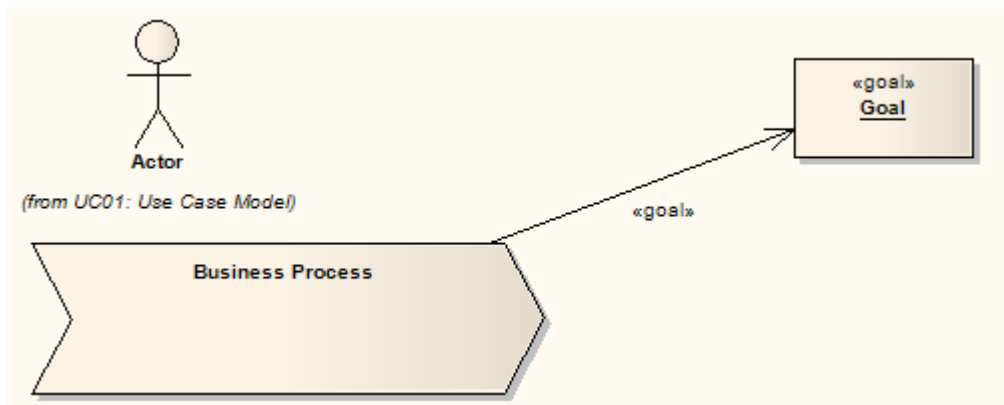 «goal»
Goal
Actor
(from UC01: Use Case Model)
«goal»
Business Process